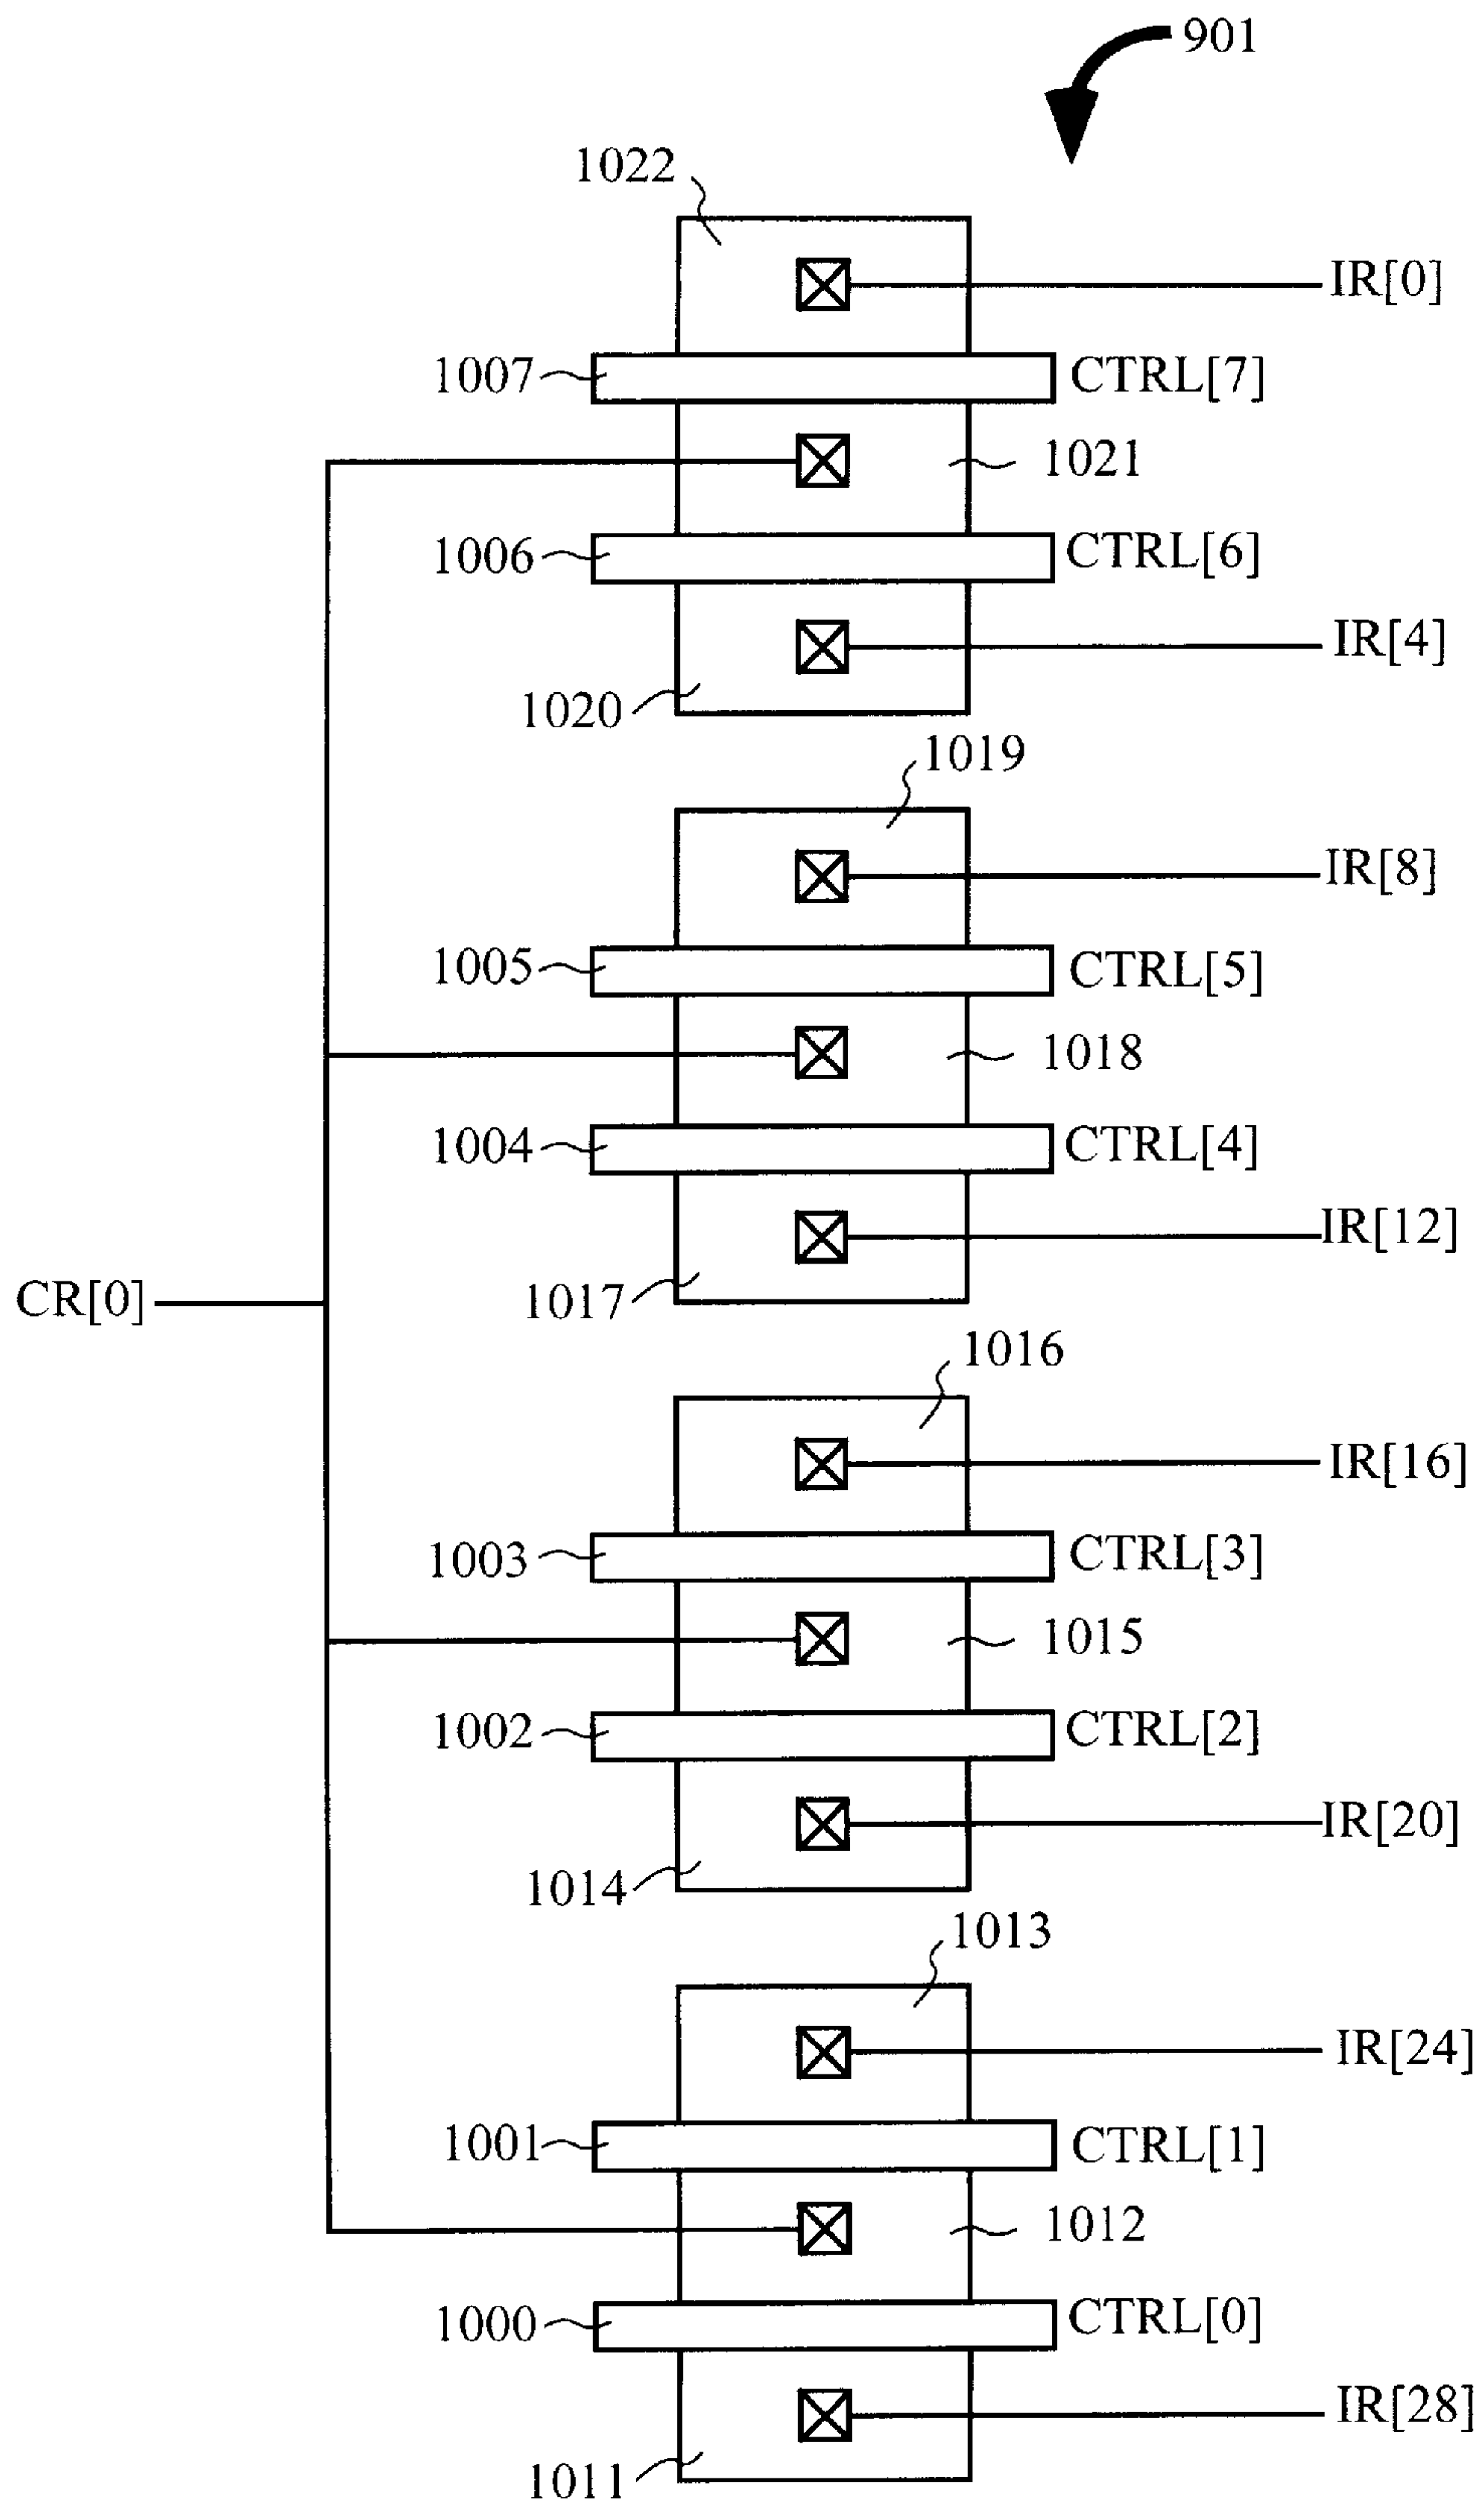 901
1022
IR[0]
1007 CTRL[7]
1021
1006 CTRL[6]
IR[4]
1020
1019
IR[8]
1005 CTRL[5]
1018
1004 CTRL[4]
IR[12]
CR[0] 1017
1016
IR[16]
1003 CTRL[3]
1015
1002 CTRL[2]
IR[20]
1014
1013
IR[24]
1001 CTRL[1]
1012
1000 CTRL[0]
IR[28]
1011